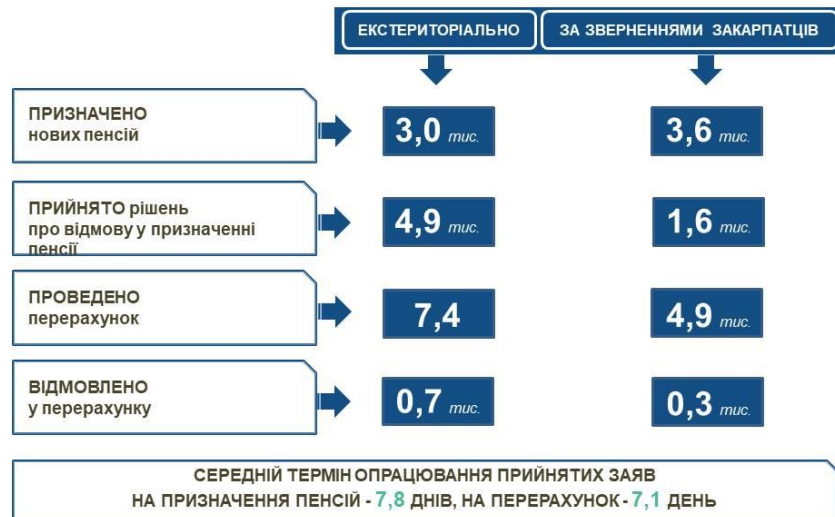 ЕКСТЕРИТОРІАЛЬНО
ЗА ЗВЕРНЕННЯМИ ЗАКАРПАТЦІВ
ПРИЗНАЧЕНО
нових пенсій
3,0 тис.
3,6 тис.
ПРИЙНЯТО рішень
про відмову у призначенні
пенсії
4,9 тис.
1,6 тис.
ПРОВЕДЕНО
перерахунок
7,4
4,9 тис.
ВІДМОВЛЕНО
у перерахунку
0,7 тис.
0,3 тис.
СЕРЕДНІЙ ТЕРМІН ОПРАЦЮВАННЯ ПРИЙНЯТИХ ЗАЯВ
НА ПРИЗНАЧЕННЯ ПЕНСІЙ - 7,8 ДНІВ, НА ПЕРЕРАХУНОК - 7,1 ДЕНЬ